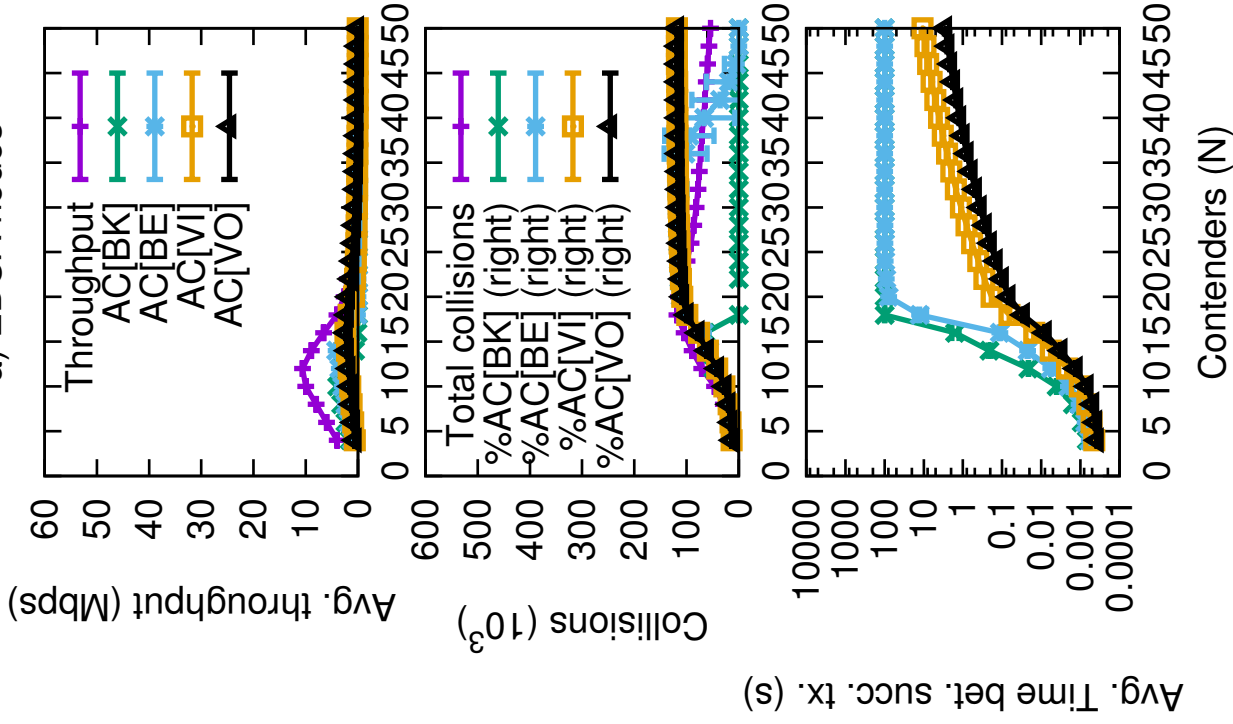 Avg. throughput (Mbps)
60
50
40
30
20
10
0
Throughput
AC[BK]
AC[BE]
AC[VI]
AC[VO]
0 5 10 15 20 25 30 35 40 45 50
Collisions (10³)
600
500
400
300
200
100
0
Total collisions
%AC[BK] (right)
%AC[BE] (right)
%AC[VI] (right)
%AC[VO] (right)
0 5 10 15 20 25 30 35 40 45 50
Avg. Time bet. succ. tx. (s)
10000
1000
100
10
1
0.1
0.01
0.001
0.0001
0 5 10 15 20 25 30 35 40 45 50
Contenders (N)